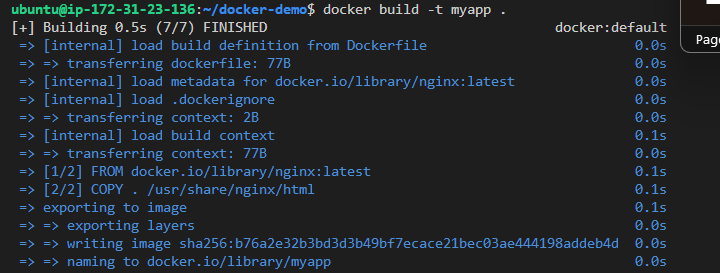 ubuntu@ip-172-31-23-136:~/docker-demo$ docker build -t myapp .
[+] Building 0.5s (7/7) FINISHED docker:default
=> [internal] load build definition from Dockerfile 0.0s
=> => transferring dockerfile: 77B 0.0s
=> [internal] load metadata for docker.io/library/nginx:latest 0.0s
=> [internal] load .dockerignore 0.0s
=> => transferring context: 2B 0.0s
=> [internal] load build context 0.1s
=> => transferring context: 77B 0.0s
=> [1/2] FROM docker.io/library/nginx:latest 0.1s
=> [2/2] COPY . /usr/share/nginx/html 0.1s
=> exporting to image 0.1s
=> => exporting layers 0.0s
=> => writing image sha256:b76a2e32b3bd3d3b49bf7ecace21bec03ae444198addeb4d 0.0s
=> => naming to docker.io/library/myapp 0.0s
Page